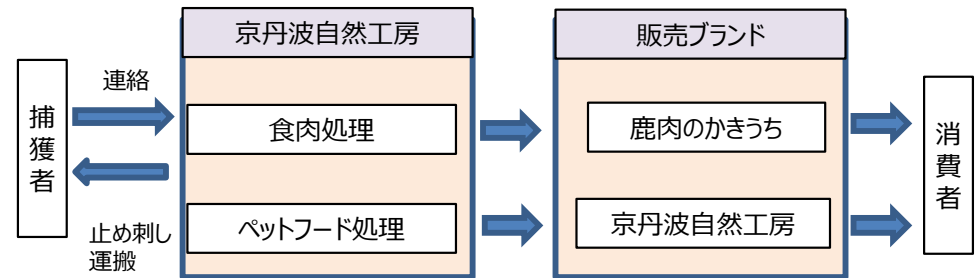 京丹波自然工房
販売ブランド
捕獲者
連絡
食肉処理
鹿肉のかきうち
消費者
止め刺し
運搬
ペットフード処理
京丹波自然工房